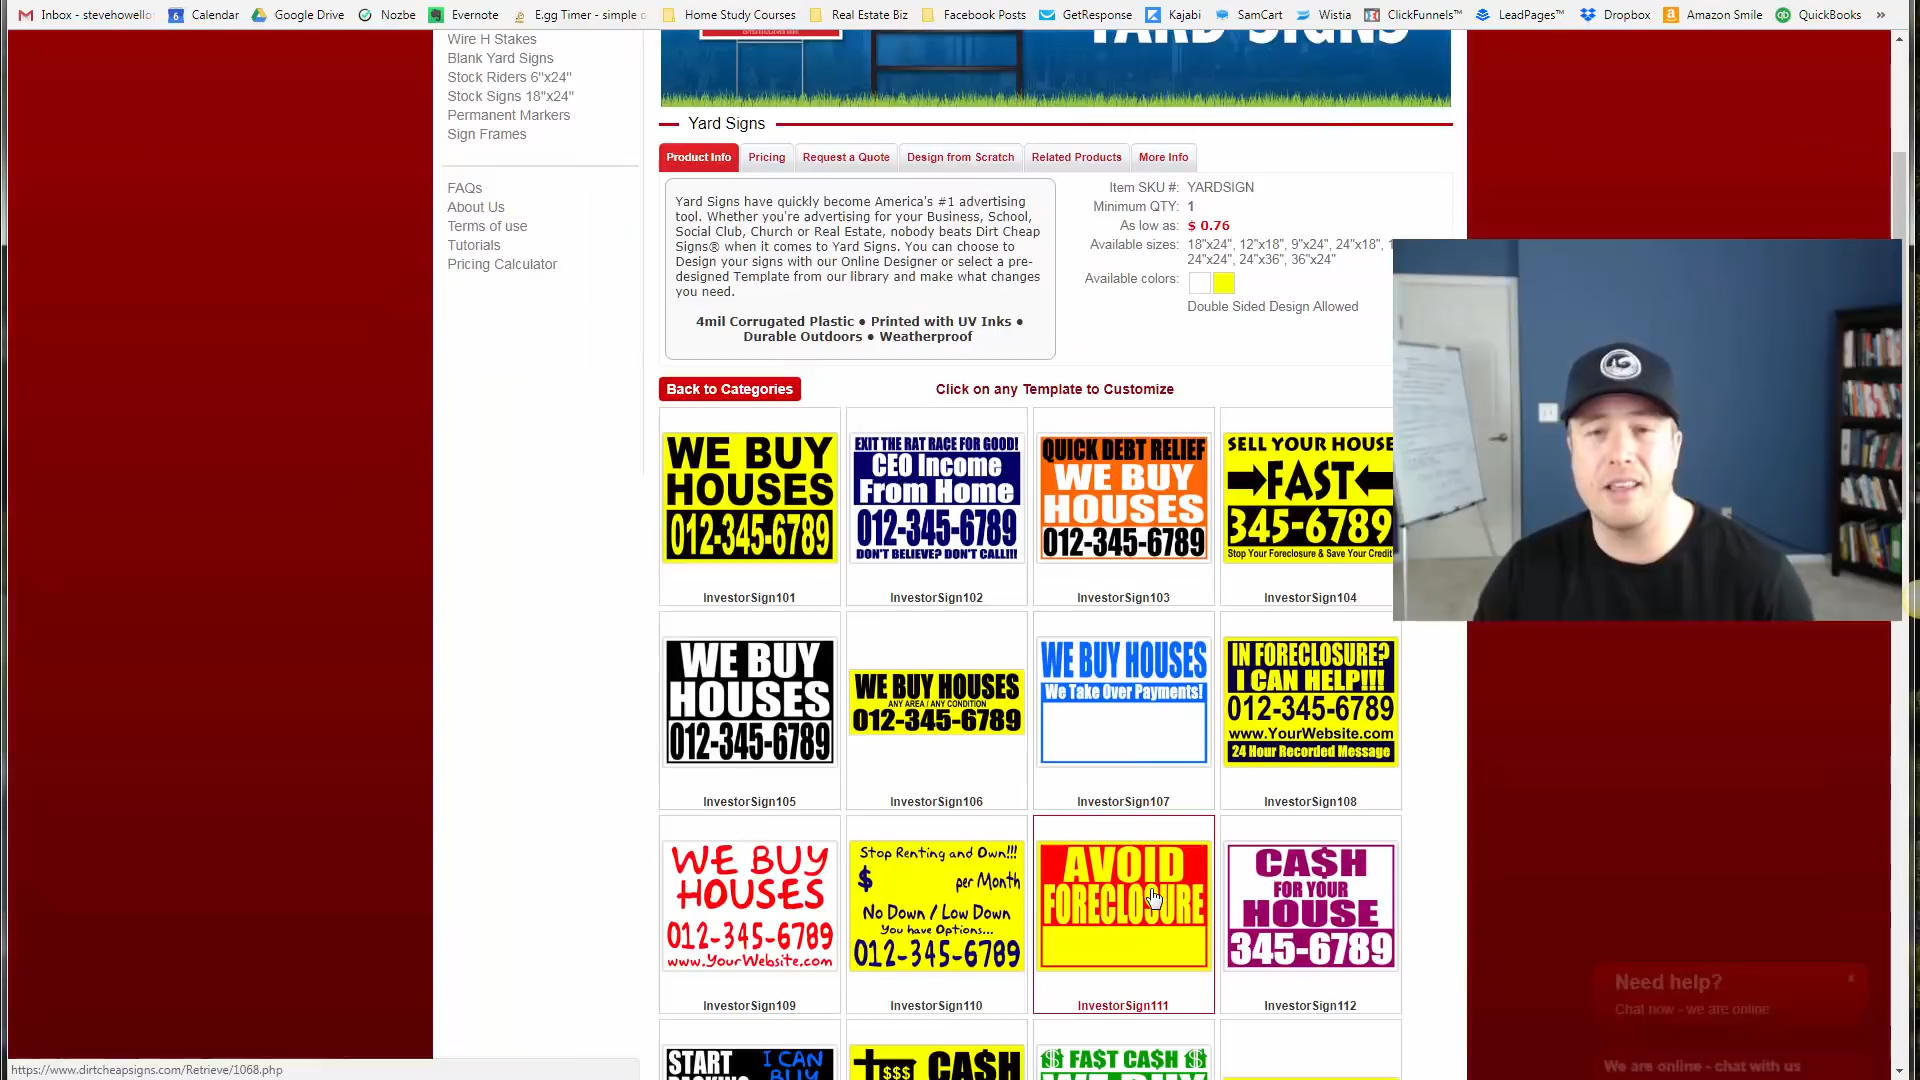 Inbox - stevehowello
Calendar
Google Drive
Nozbe
Evernote
E.gg Timer - simple o
Home Study Courses
Real Estate Biz
Facebook Posts
GetResponse
Kajabi
SamCart
Wistia
ClickFunnels™
LeadPages™
Dropbox
Amazon Smile
QuickBooks
»
Wire H Stakes
Blank Yard Signs
Stock Riders 6"x24"
Stock Signs 18"x24"
Permanent Markers
Sign Frames
FAQs
About Us
Terms of use
Tutorials
Pricing Calculator
YARD SIGNS
Yard Signs
Product Info
Pricing
Request a Quote
Design from Scratch
Related Products
More Info
Yard Signs have quickly become America's #1 advertising
tool. Whether you're advertising for your Business, School,
Social Club, Church or Real Estate, nobody beats Dirt Cheap
Signs® when it comes to Yard Signs. You can choose to
Design your signs with our Online Designer or select a pre-
designed Template from our library and make what changes
you need.
4mil Corrugated Plastic ● Printed with UV Inks ●
Durable Outdoors ● Weatherproof
Item SKU #: YARDSIGN
Minimum QTY: 1
As low as: $ 0.76
Available sizes: 18"x24", 12"x18", 9"x24", 24"x18", 1
24"x24", 24"x36", 36"x24"
Available colors:
Double Sided Design Allowed
Back to Categories
Click on any Template to Customize
WE BUY
HOUSES
012-345-6789
InvestorSign101
EXIT THE RAT RACE FOR GOOD!
CEO Income
From Home
012-345-6789
DON'T BELIEVE? DON'T CALL!!!
InvestorSign102
QUICK DEBT RELIEF
WE BUY
HOUSES
012-345-6789
InvestorSign103
SELL YOUR HOUSE
FAST
345-6789
Stop Your Foreclosure & Save Your Credit
InvestorSign104
WE BUY
HOUSES
012-345-6789
InvestorSign105
WE BUY HOUSES
ANY AREA / ANY CONDITION
012-345-6789
InvestorSign106
WE BUY HOUSES
We Take Over Payments!
InvestorSign107
IN FORECLOSURE?
I CAN HELP!!!
012-345-6789
www.YourWebsite.com
24 Hour Recorded Message
InvestorSign108
WE BUY
HOUSES
012-345-6789
www.YourWebsite.com
InvestorSign109
Stop Renting and Own!!!
$ per Month
No Down / Low Down
You have Options...
012-345-6789
InvestorSign110
AVOID
FORECLOSURE
InvestorSign111
CA$H
FOR YOUR
HOUSE
345-6789
InvestorSign112
START
I CAN
BUY
$$$
CA$H
FA$T CA$H
WE BUY
Need help?
x
Chat now - we are online
We are online - chat with us
https://www.dirtcheapsigns.com/Retrieve/1068.php